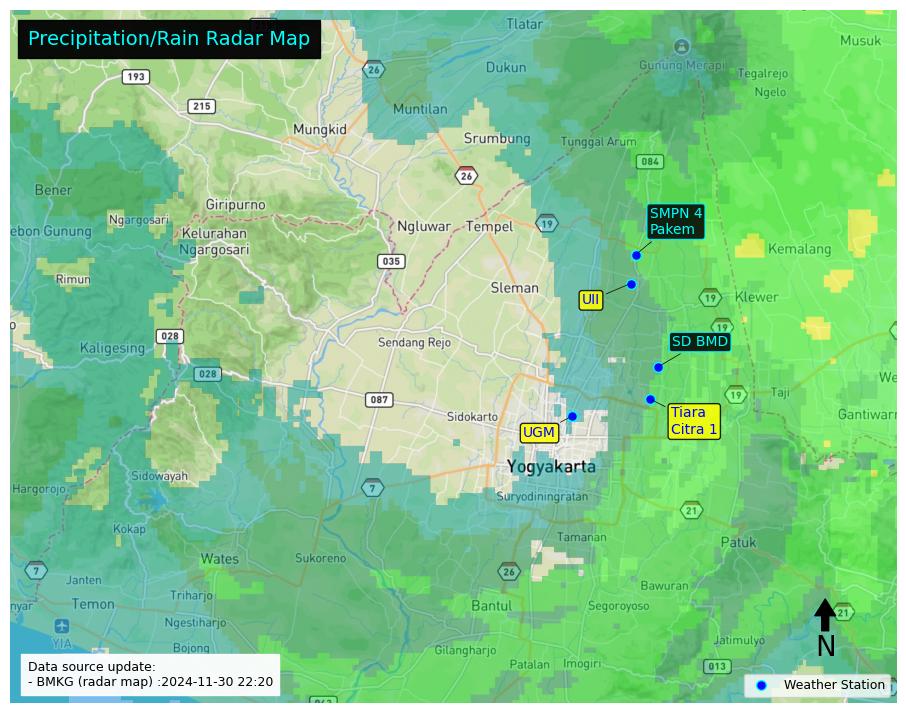 Precipitation/Rain Radar Map
Tlatar
Musuk
26
193
Dukun
Gunung Merapi
Tegalrejo
Ngelo
215
Muntilan
Mungkid
Srumbung
Tunggal Arum
084
26
Bener
Giripurno
Ngargosari
ebon Gunung
Kelurahan
Ngargosari
Ngluwar
Tempel
19
SMPN 4
Pakem
Kemalang
035
Rimun
Sleman
UII
19
Klewer
19
028
Sendang Rejo
SD BMD
Kaligesing
028
We
087
19
Taji
Sidokarto
UGM
Tiara
Citra 1
Gantiwarn
Yogyakarta
Sidowayah
Hargorojo
7
Suryodiningratan
21
Kokap
Tamanan
Patuk
Wates
Sukoreno
7
26
Janten
Bawuran
nyar
Temon
Triharjo
Bantul
Segoroyoso
21
Ngestiharjo
YIA
N
Bojong
Gilangharjo
Jatimulyo
Patalan
Imogiri
013
Data source update:
- BMKG (radar map) :2024-11-30 22:20
Weather Station